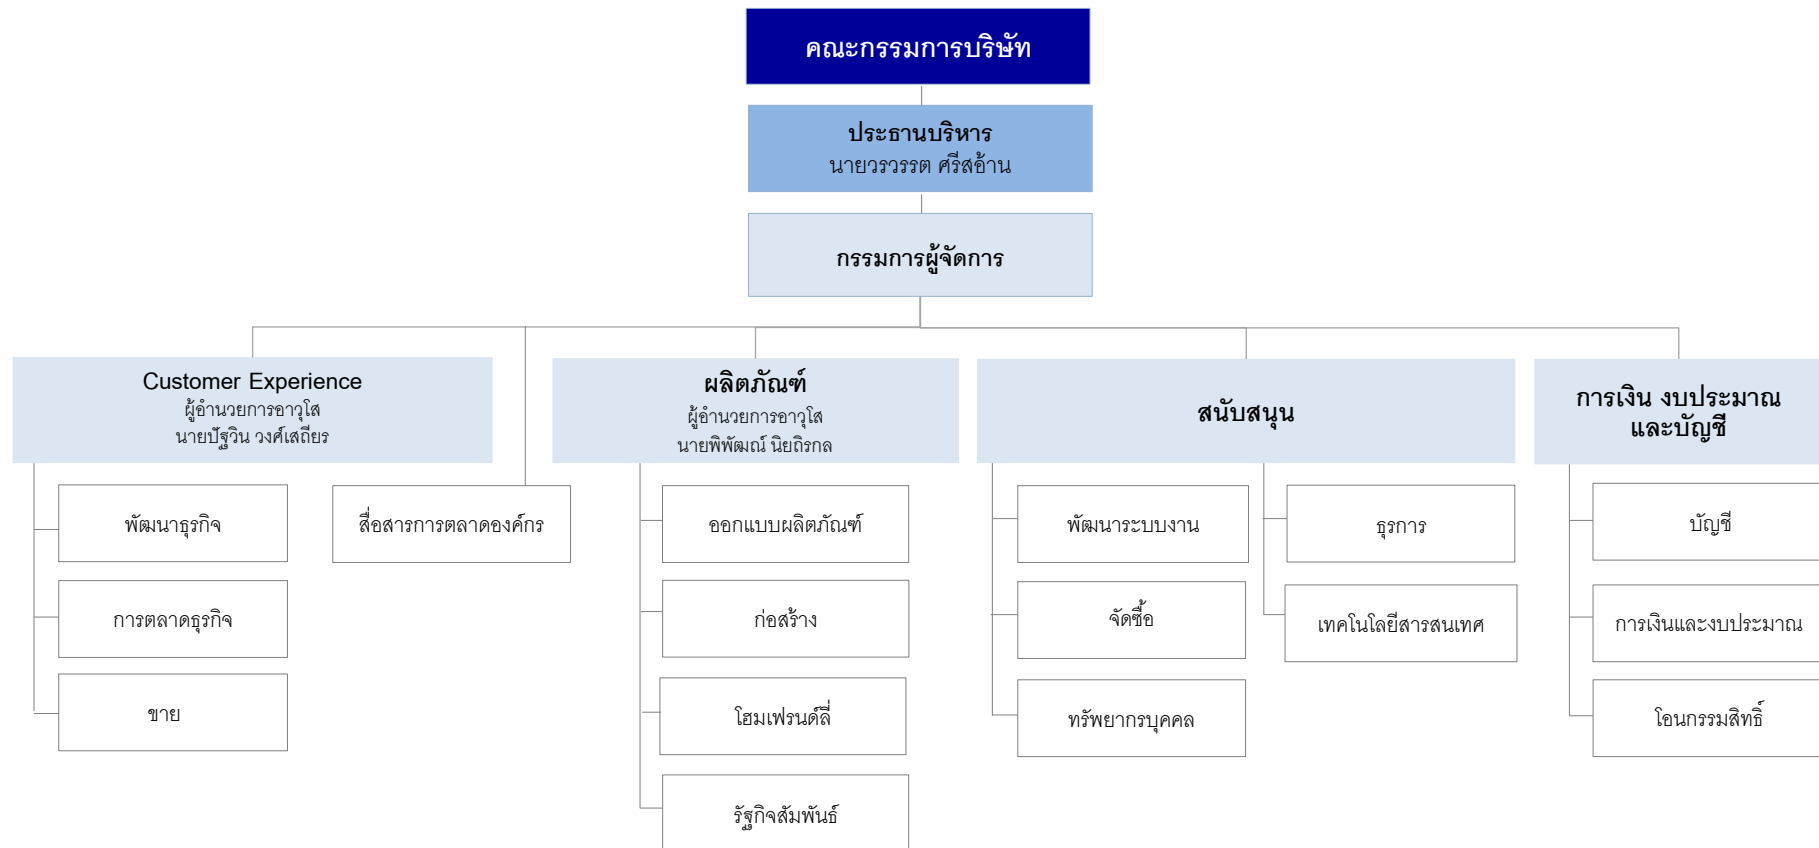 คณะกรรมการบริษัท
ประธานบริหาร
นายวรวรรต ศรีสอ้าน
กรรมการผู้จัดการ
Customer Experience
ผู้อำนวยการอาวุโส
นายปัฐวิน วงศ์เสถียร
ผลิตภัณฑ์
ผู้อำนวยการอาวุโส
นายพิพัฒณ์ นิยถิรกล
สนับสนุน
การเงิน งบประมาณ
และบัญชี
พัฒนาธุรกิจ
การตลาดธุรกิจ
ขาย
สื่อสารการตลาดองค์กร
ออกแบบผลิตภัณฑ์
ก่อสร้าง
โฮมเฟรนด์ลี่
รัฐกิจสัมพันธ์
พัฒนาระบบงาน
จัดซื้อ
ทรัพยากรบุคคล
ธุรการ
เทคโนโลยีสารสนเทศ
บัญชี
การเงินและงบประมาณ
โอนกรรมสิทธิ์